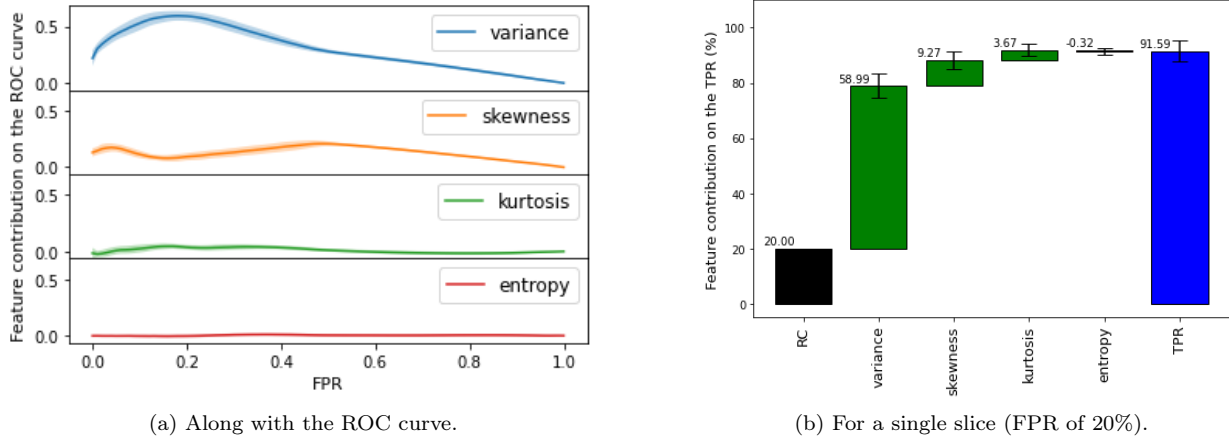 Feature contribution on the ROC curve
0.5
0.0
variance
0.5
0.0
skewness
0.5
0.0
kurtosis
0.5
0.0
entropy
0.0 0.2 0.4 0.6 0.8 1.0
FPR
(a) Along with the ROC curve.
Feature contribution on the TPR (%)
100
80
60
40
20
0
20.00
58.99
9.27
3.67
-0.32
91.59
RC
variance
skewness
kurtosis
entropy
TPR
(b) For a single slice (FPR of 20%).